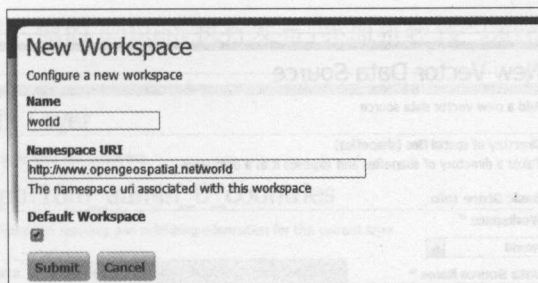 New Workspace
Configure a new workspace
Name
world
Namespace URI
http://www.opengeospatial.net/world
The namespace uri associated with this workspace
Default Workspace
Submit Cancel